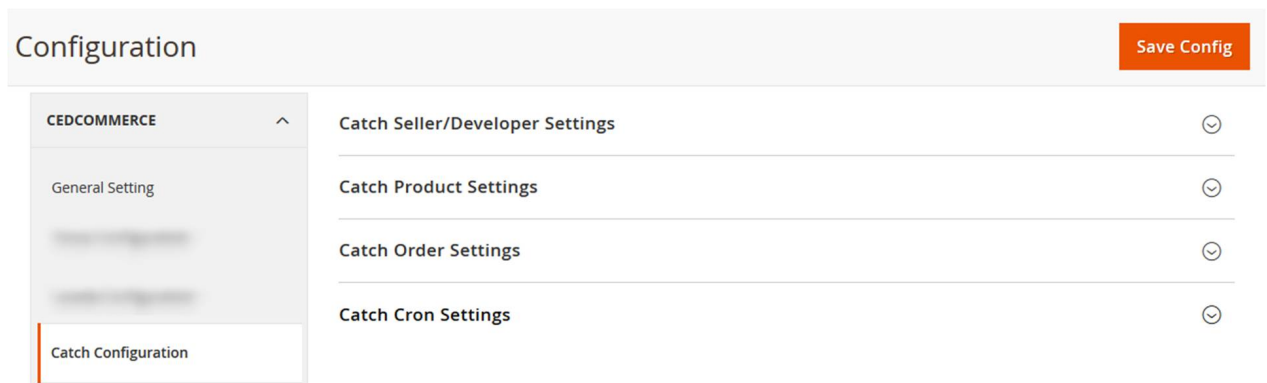 Configuration
Save Config
CEDCOMMERCE
General Setting
Catch Configuration
Catch Seller/Developer Settings
Catch Product Settings
Catch Order Settings
Catch Cron Settings